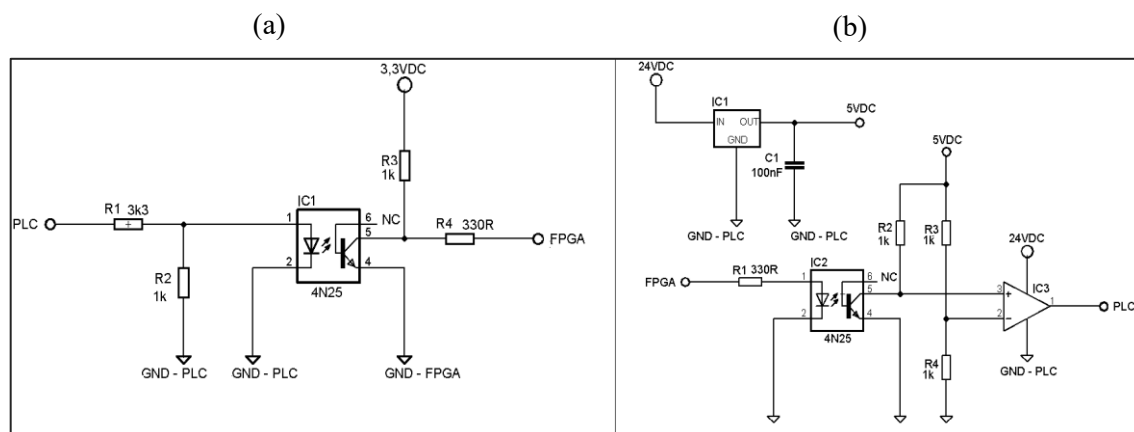 (a)
(b)
3,3VDC
R3
1k
IC1
PLC
R1 3k3
1
6 NC
5
R4 330R
FPGA
R2
1k
2
4
4N25
GND - PLC
GND - PLC
GND - FPGA
24VDC
IC1
IN OUT
GND
5VDC
C1
100nF
GND - PLC
GND - PLC
5VDC
R2
1k
R3
1k
24VDC
FPGA
R1 330R
IC2
1
6 NC
5
3
+
IC3
1
PLC
2
-
2
4
4N25
R4
1k
GND - PLC